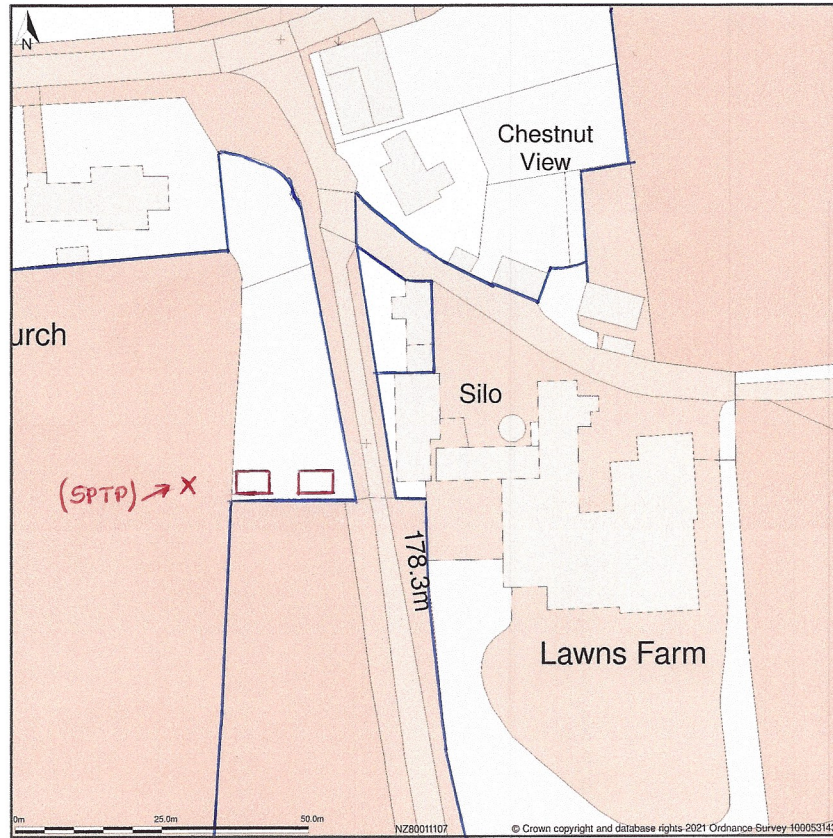 N
Chestnut
View
urch
Silo
(SPTP) → X
178.3m
Lawns Farm
0m
25.0m
50.0m
NZ80011107
© Crown copyright and database rights 2021 Ordnance Survey 10005314